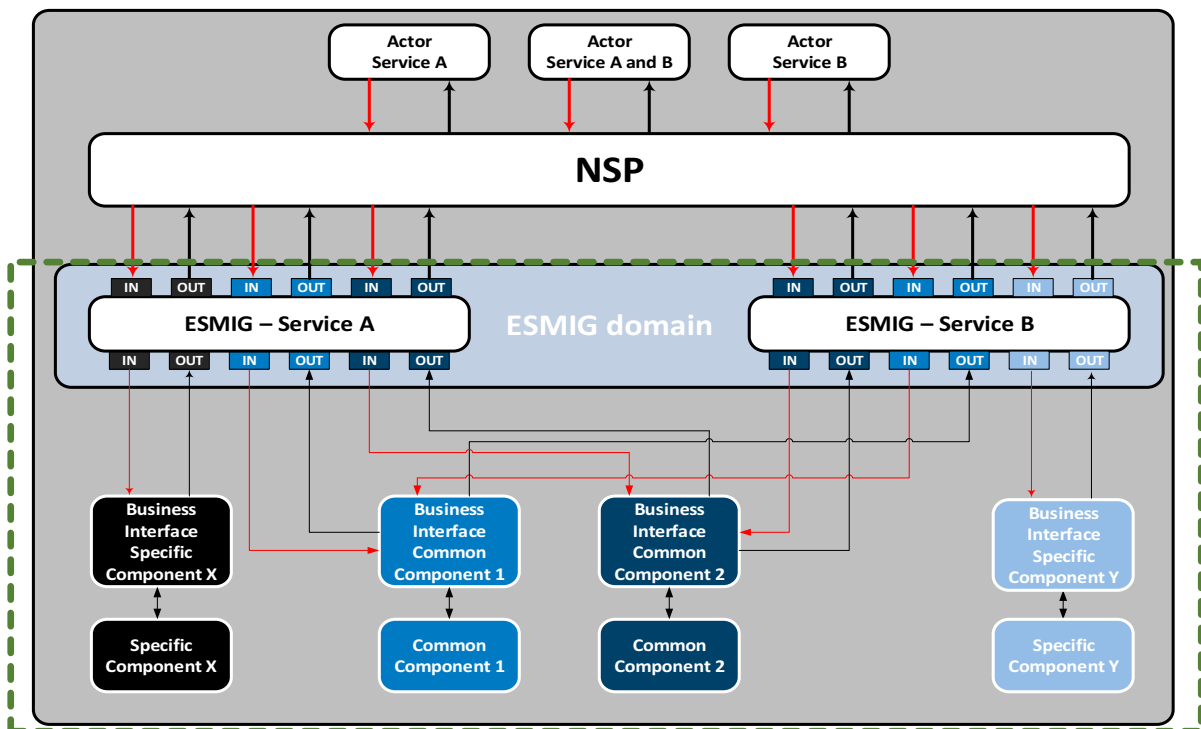 Actor
Service A
Actor
Service A and B
Actor
Service B
NSP
IN OUT IN OUT IN OUT
IN OUT IN OUT IN OUT
ESMIG – Service A
ESMIG domain
ESMIG – Service B
IN OUT IN OUT IN OUT
IN OUT IN OUT IN OUT
Business
Interface
Specific
Component X
Business
Interface
Common
Component 1
Business
Interface
Common
Component 2
Business
Interface
Specific
Component Y
Specific
Component X
Common
Component 1
Common
Component 2
Specific
Component Y